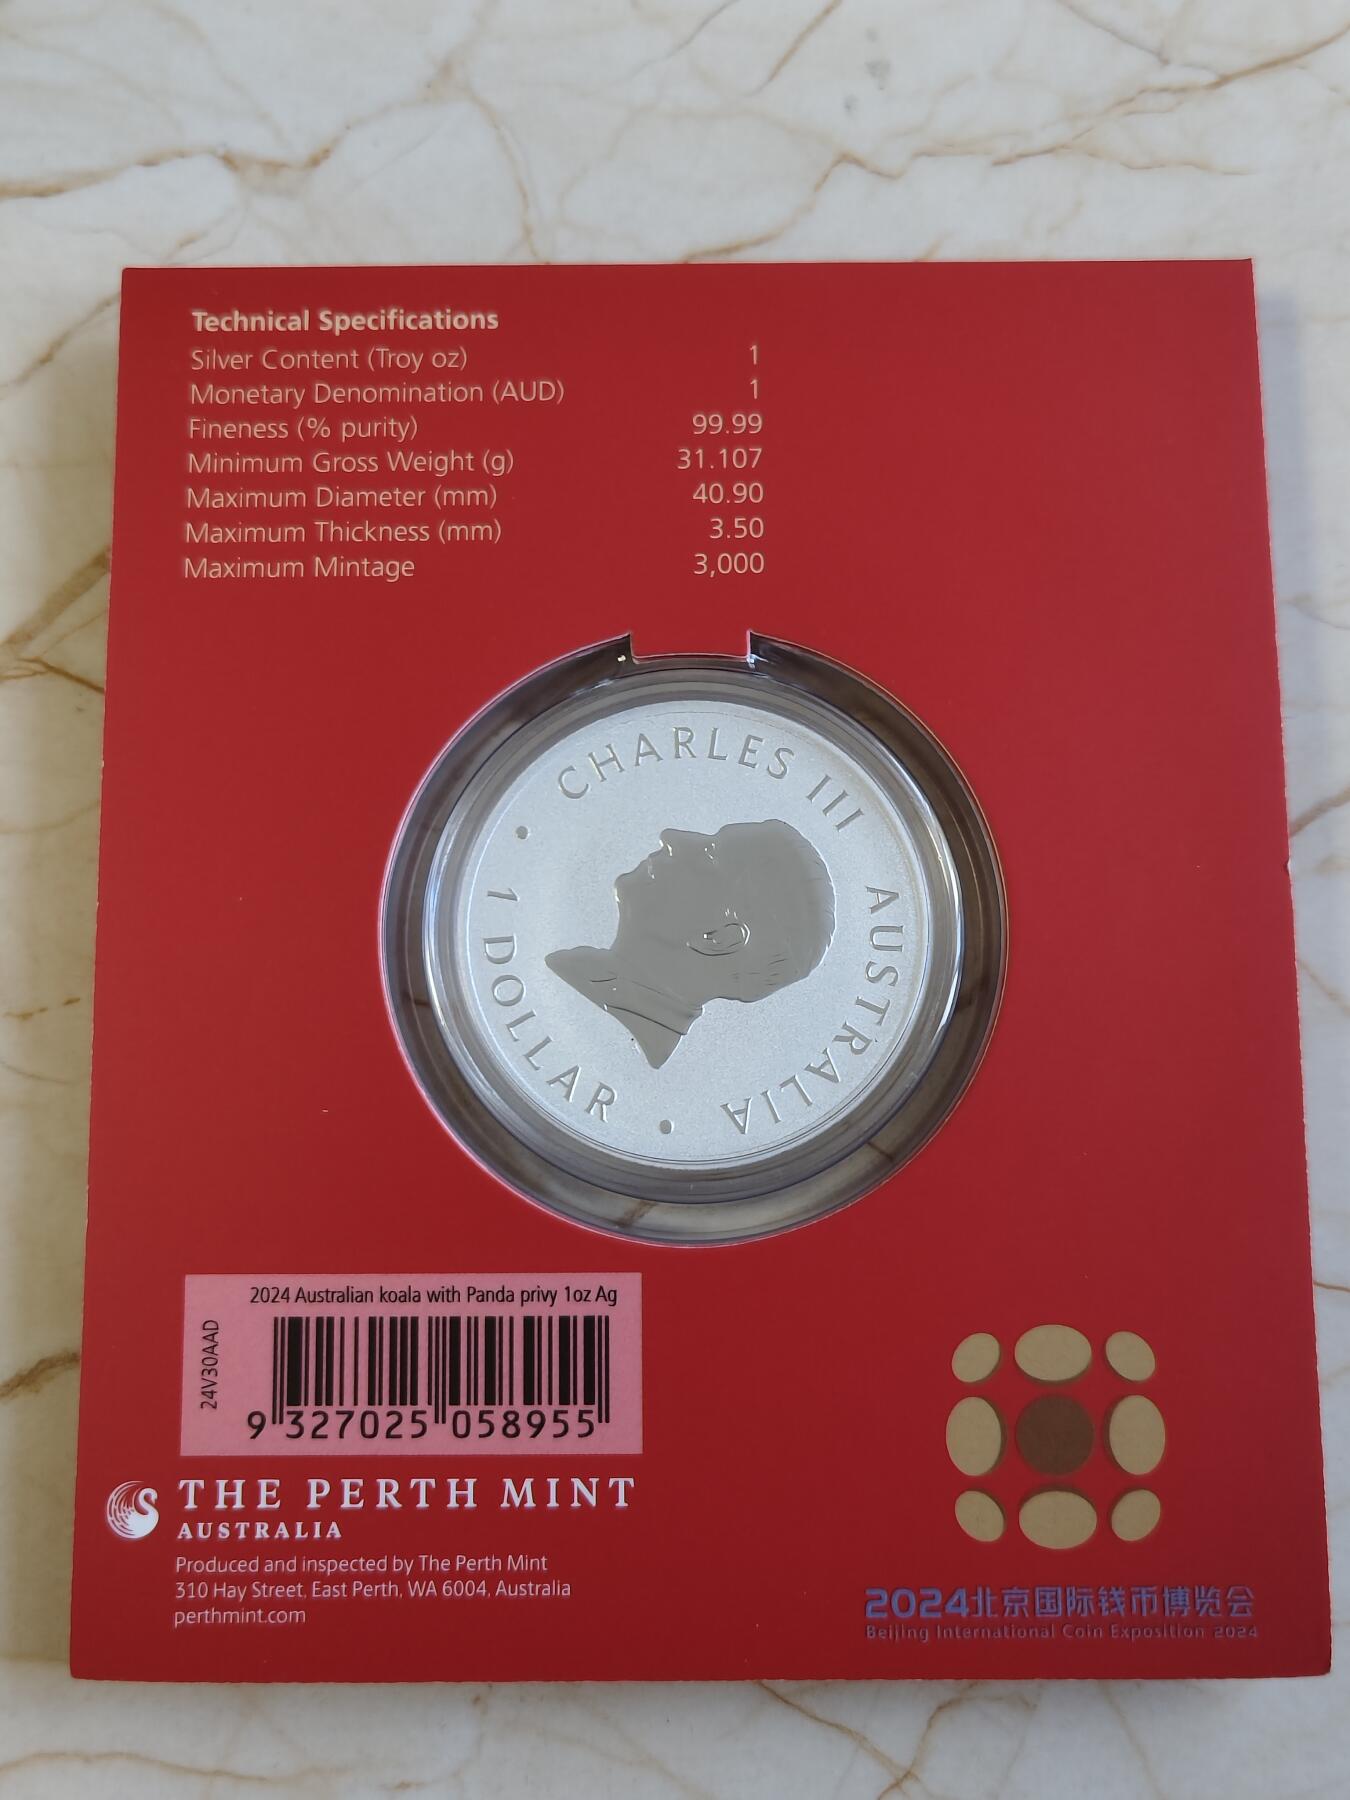 Technical Specifications
Silver Content (Troy oz) 1
Monetary Denomination (AUD) 1
Fineness (% purity) 99.99
Minimum Gross Weight (g) 31.107
Maximum Diameter (mm) 40.90
Maximum Thickness (mm) 3.50
Maximum Mintage 3,000
CHARLES III AUSTRALIA
• 1 DOLLAR •
2024 Australian koala with Panda privy 1oz Ag
24V30AAD
9 327025 058955
THE PERTH MINT
AUSTRALIA
Produced and inspected by The Perth Mint
310 Hay Street, East Perth, WA 6004, Australia
perthmint.com
2024北京国际钱币博览会
Beijing International Coin Exposition 2024